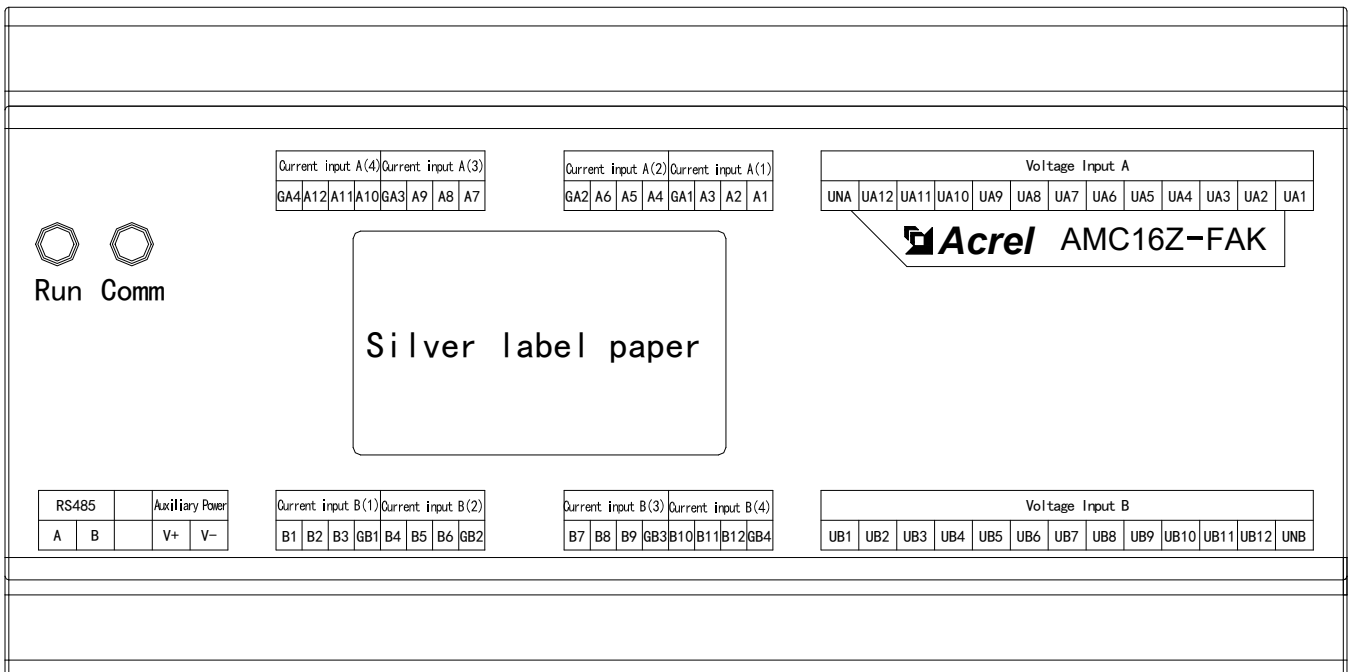 Current input A(4) Current input A(3) Current input A(2) Current input A(1) Voltage Input A
GA4 A12 A11 A10 GA3 A9 A8 A7 GA2 A6 A5 A4 GA1 A3 A2 A1 UNA UA12 UA11 UA10 UA9 UA8 UA7 UA6 UA5 UA4 UA3 UA2 UA1
Acrel AMC16Z-FAK
Run Comm
Silver label paper
RS485 Auxiliary Power Current input B(1) Current input B(2) Current input B(3) Current input B(4) Voltage Input B
A B V+ V- B1 B2 B3 GB1 B4 B5 B6 GB2 B7 B8 B9 GB3 B10 B11 B12 GB4 UB1 UB2 UB3 UB4 UB5 UB6 UB7 UB8 UB9 UB10 UB11 UB12 UNB